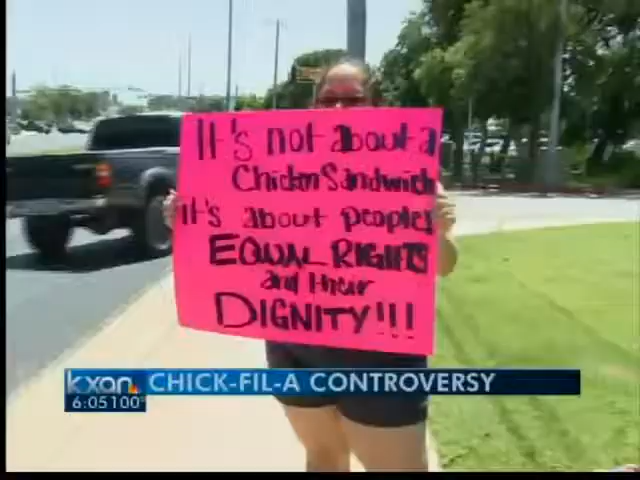 It's not about a
Chicken Sandwich
it's about peoples
EQUAL RIGHTS
and their
DIGNITY!!!
kxan
CHICK-FIL-A CONTROVERSY
6:05 100°